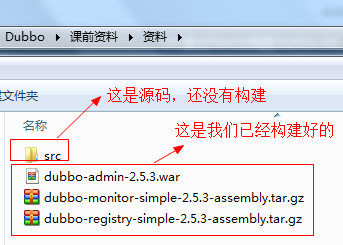 Dubbo ▸ 课前资料 ▸ 资料 ▸
文件夹
这是源码，还没有构建
名称
这是我们已经构建好的
src
dubbo-admin-2.5.3.war
dubbo-monitor-simple-2.5.3-assembly.tar.gz
dubbo-registry-simple-2.5.3-assembly.tar.gz